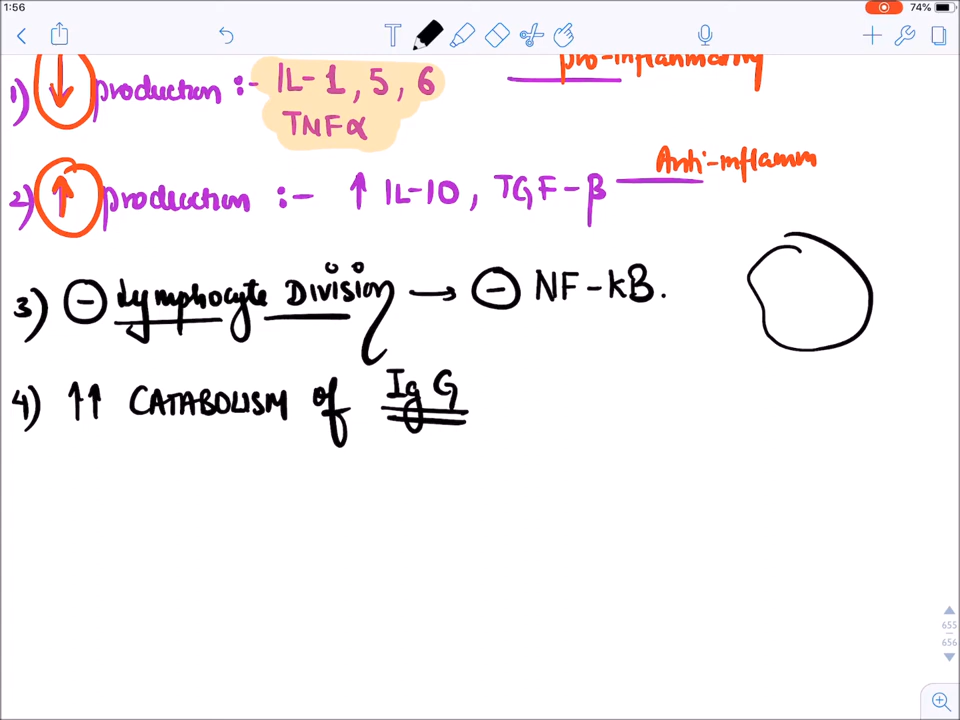 1:56
74%
T
pro-inflammatory
1) ↓ production :- IL-1, 5, 6
TNFα
Anti-inflamm
2) ↑ production :- ↑ IL-10, TGF-β
3) ⊖ Lymphocyte Division → ⊖ NF-kB.
4) ↑↑ CATABOLISM of IgG
655
656